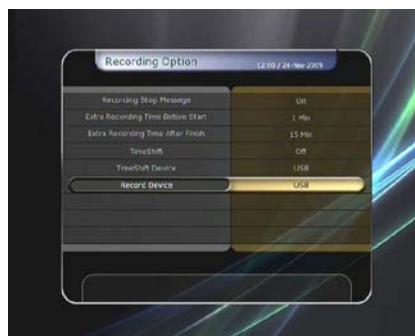 Recording Option 12:00 / 24-Nov-2009
Recording Stop Message On
Extra Recording Time Before Start 1 Min
Extra Recording Time After Finish 15 Min
TimeShift Off
TimeShift Device USB
Record Device USB